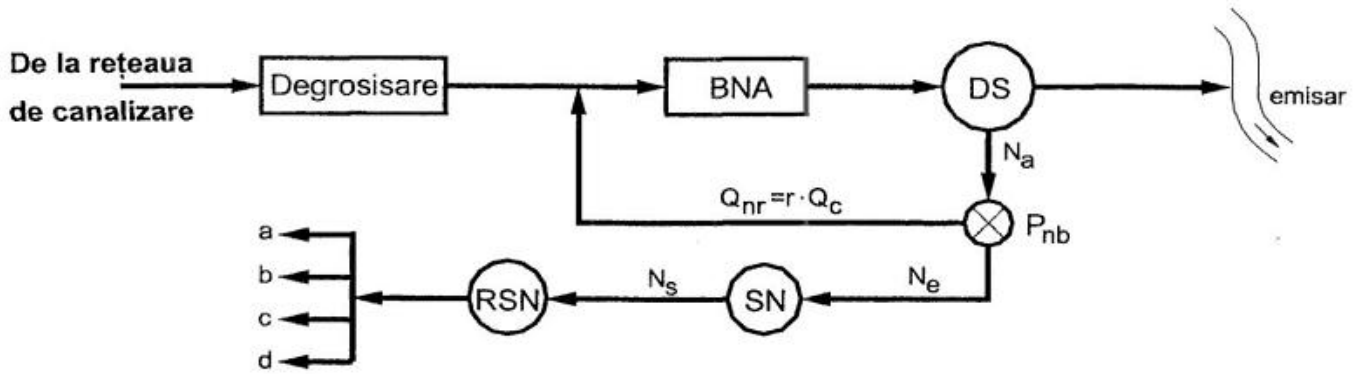 De la rețeaua
de canalizare
Degrosisare
BNA
DS
emisar
Na
Qnr=r·Qc
Pnb
a
b
c
d
RSN
Ns
SN
Ne